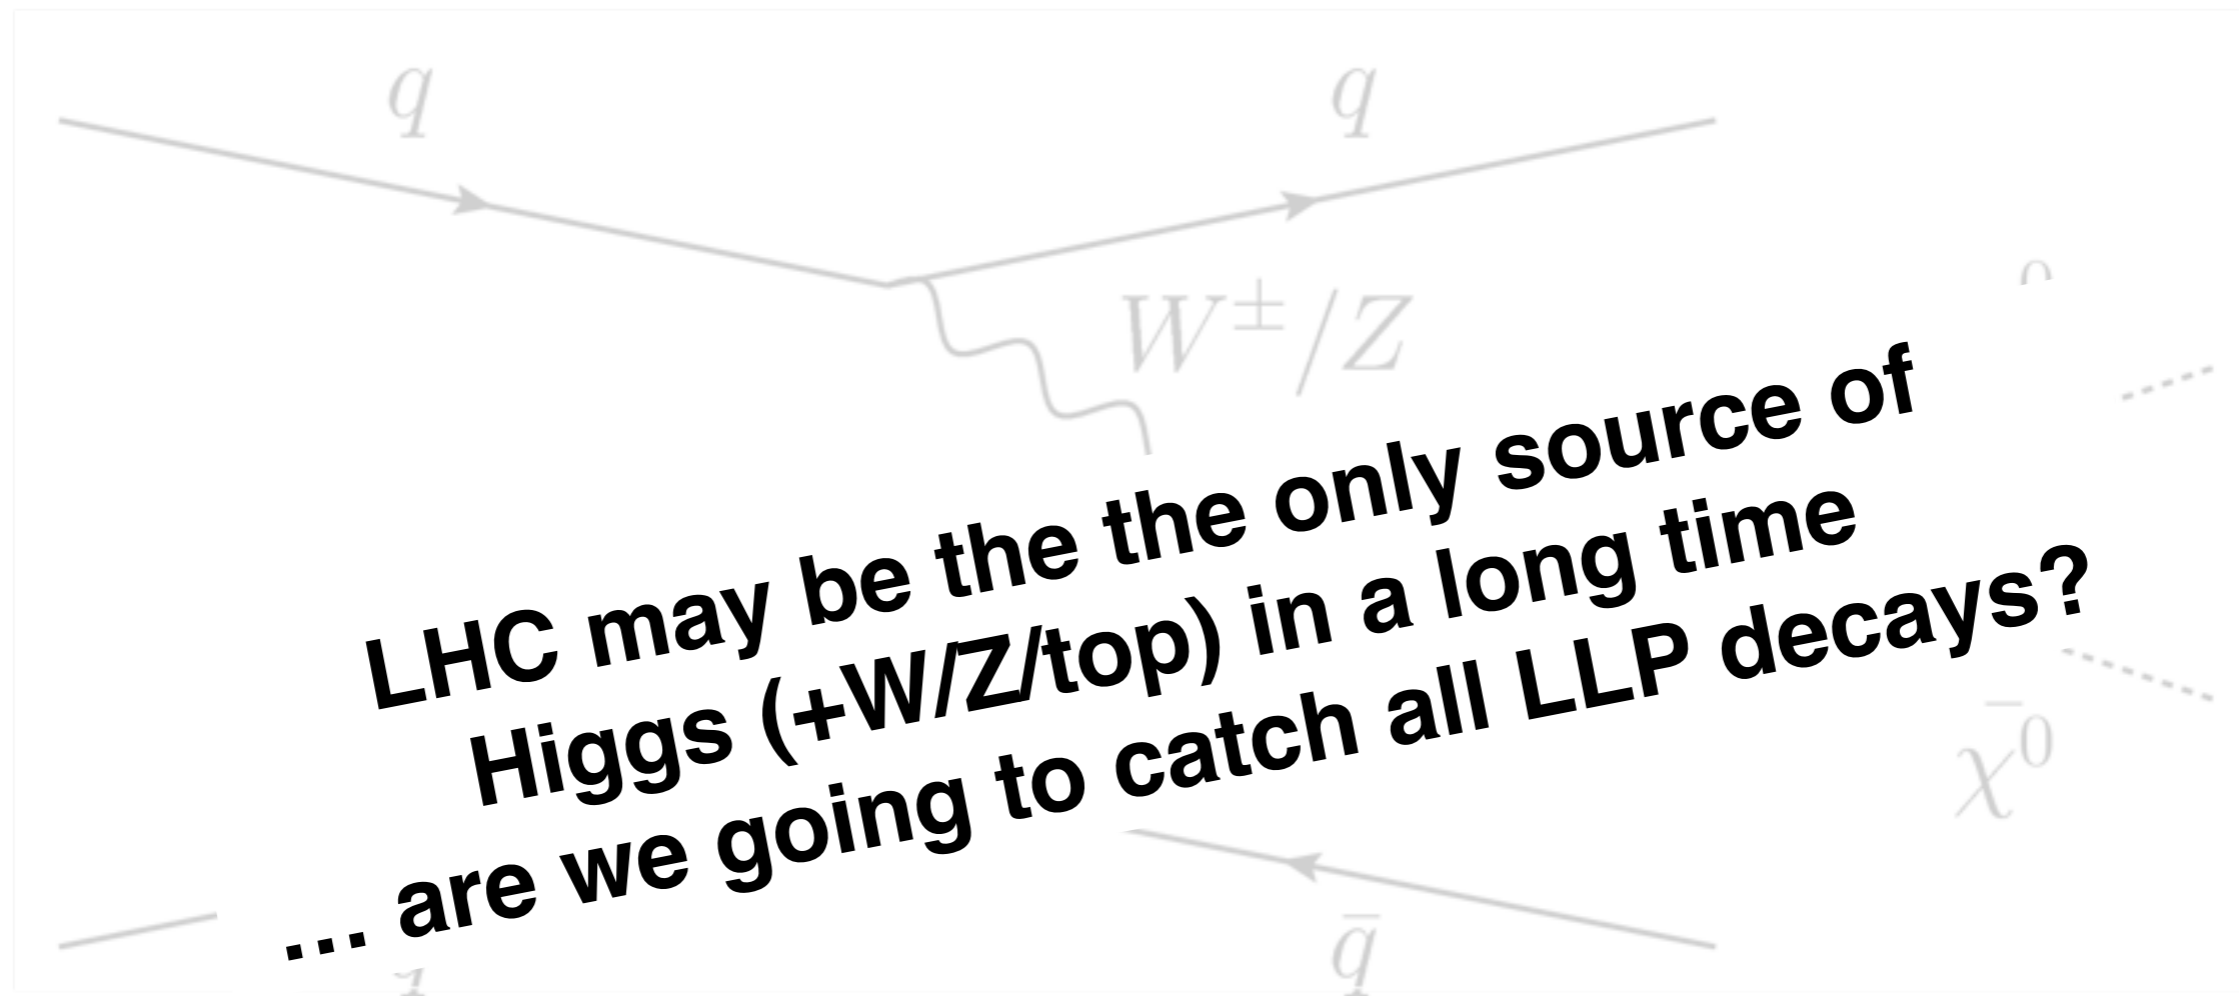 q
q
W±/Z
0
LHC may be the the only source of
Higgs (+W/Z/top) in a long time
... are we going to catch all LLP decays?
χ̄⁰
q̄